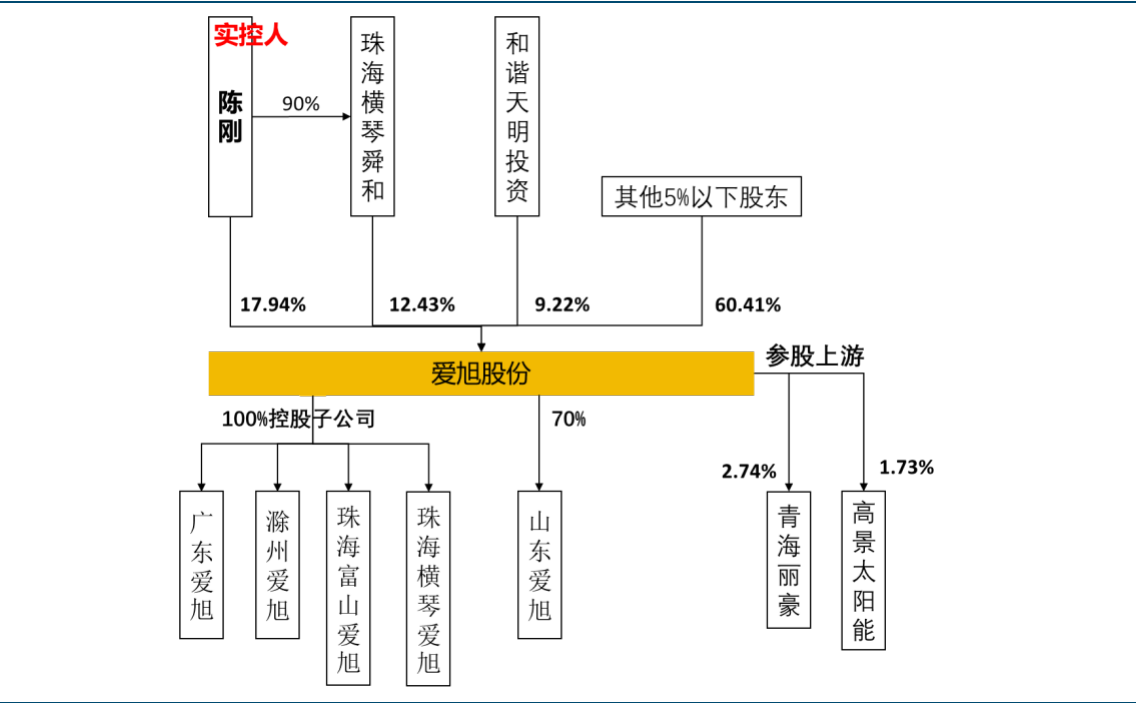 实控人
陈刚
90%
珠海横琴舜和
和谐天明投资
其他5%以下股东
17.94%
12.43%
9.22%
60.41%
爱旭股份
参股上游
100%控股子公司
70%
2.74%
1.73%
广东爱旭
滁州爱旭
珠海富山爱旭
珠海横琴爱旭
山东爱旭
青海丽豪
高景太阳能